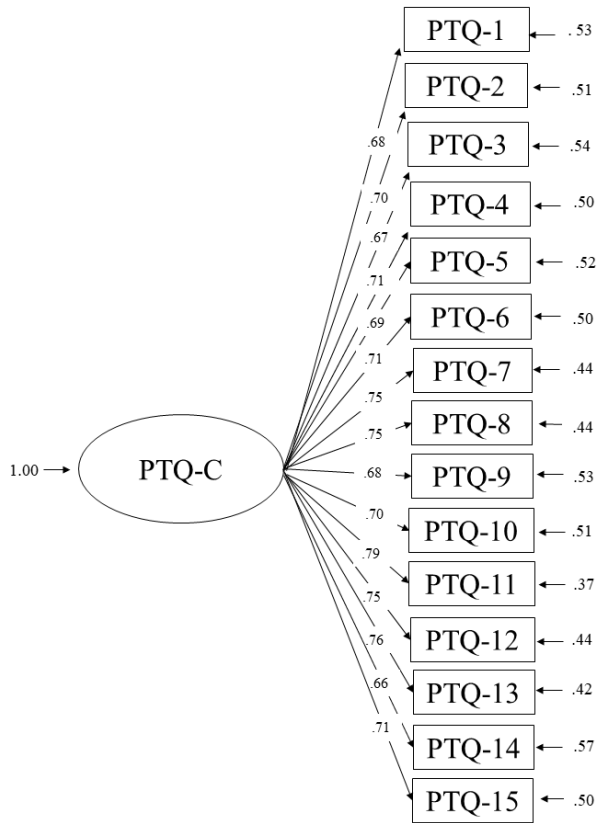 PTQ-1 .53
PTQ-2 .51
.68
PTQ-3 .54
.70
PTQ-4 .50
.67
PTQ-5 .52
.71
PTQ-6 .50
.69
.71
PTQ-7 .44
.75
PTQ-8 .44
.75
1.00 PTQ-C
.68 PTQ-9 .53
.70
PTQ-10 .51
.79
PTQ-11 .37
.75
PTQ-12 .44
.76
PTQ-13 .42
.66
.71
PTQ-14 .57
PTQ-15 .50